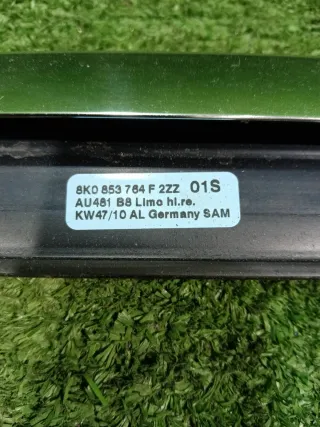 8K0 853 764 F 2ZZ 01S
AU481 B8 Limo hi.re.
KW47/10 AL Germany SAM